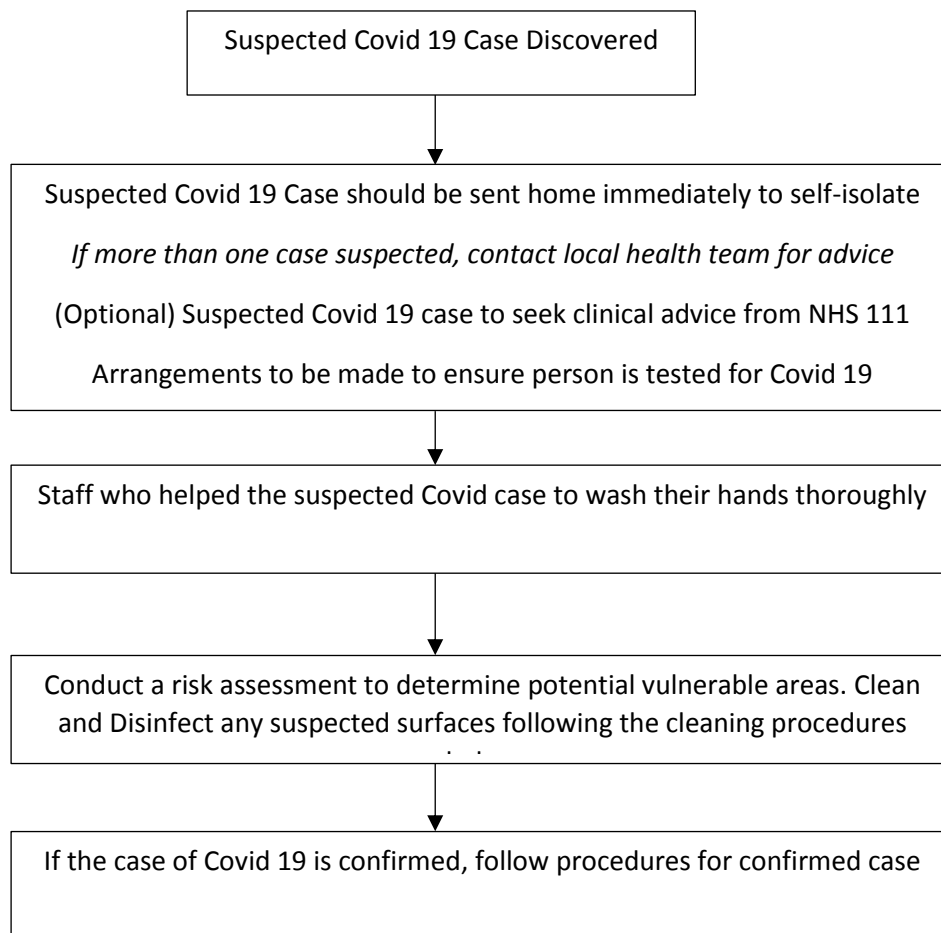 Suspected Covid 19 Case Discovered
Suspected Covid 19 Case should be sent home immediately to self-isolate
If more than one case suspected, contact local health team for advice
(Optional) Suspected Covid 19 case to seek clinical advice from NHS 111
Arrangements to be made to ensure person is tested for Covid 19
Staff who helped the suspected Covid case to wash their hands thoroughly
Conduct a risk assessment to determine potential vulnerable areas. Clean
and Disinfect any suspected surfaces following the cleaning procedures
If the case of Covid 19 is confirmed, follow procedures for confirmed case